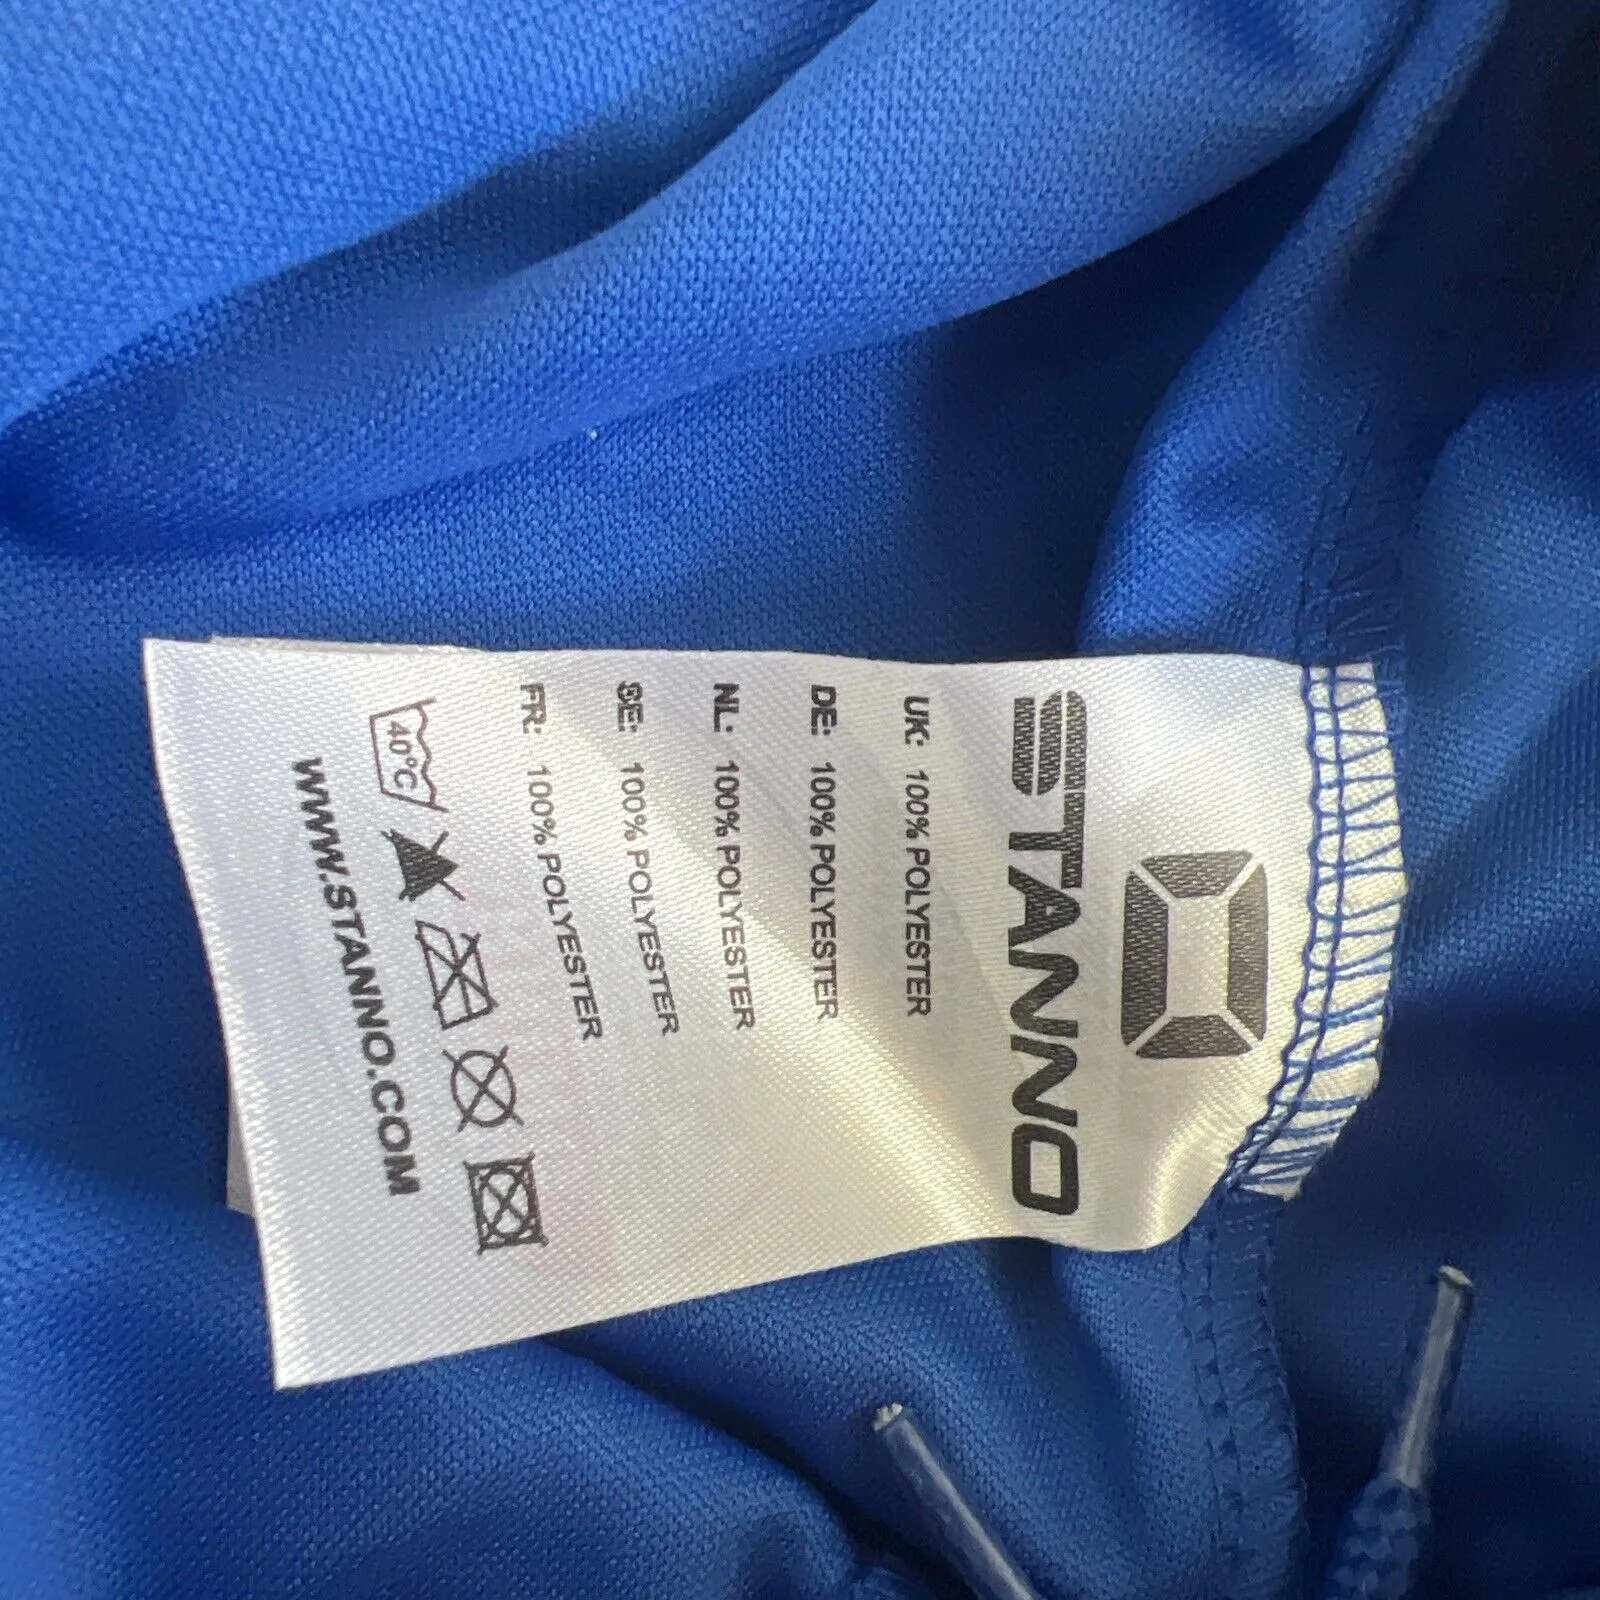 STANNO
UK: 100% POLYESTER
DE: 100% POLYESTER
NL: 100% POLYESTER
SE: 100% POLYESTER
FR: 100% POLYESTER
40°C
WWW.STANNO.COM